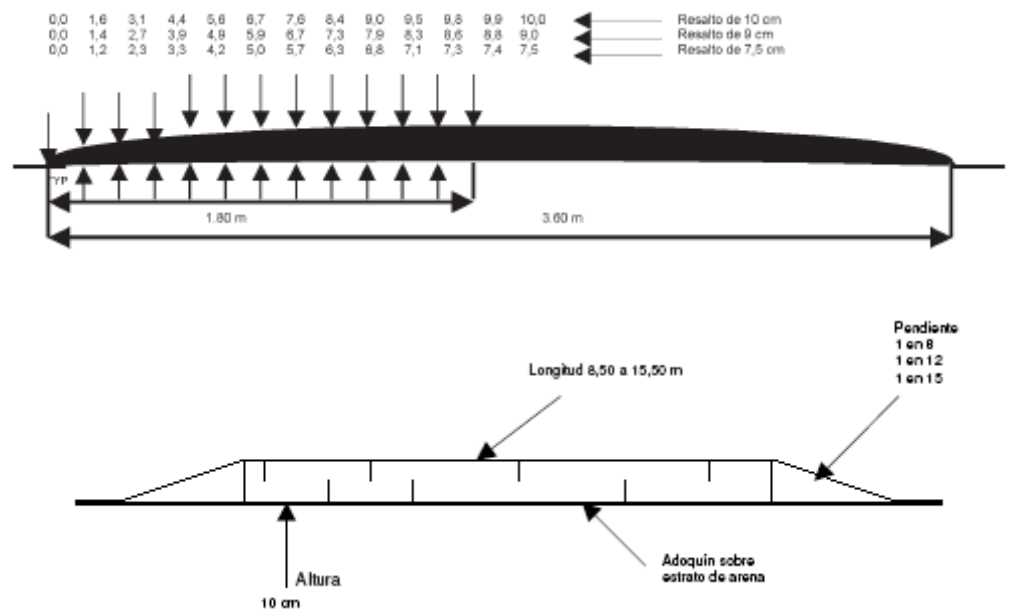 0,0 1,6 3,1 4,4 5,6 6,7 7,6 8,4 9,0 9,5 9,8 9,9 10,0 Resalto de 10 cm
0,0 1,4 2,7 3,9 4,9 5,9 6,7 7,3 7,9 8,3 8,6 8,8 9,0 Resalto de 9 cm
0,0 1,2 2,3 3,3 4,2 5,0 5,7 6,3 6,8 7,1 7,3 7,4 7,5 Resalto de 7,5 cm
TYP
1.80 m 3.60 m
Pendiente
1 en 8
1 en 12
1 en 15
Longitud 8,50 a 15,50 m
Adoquín sobre
estrato de arena
Altura
10 cm